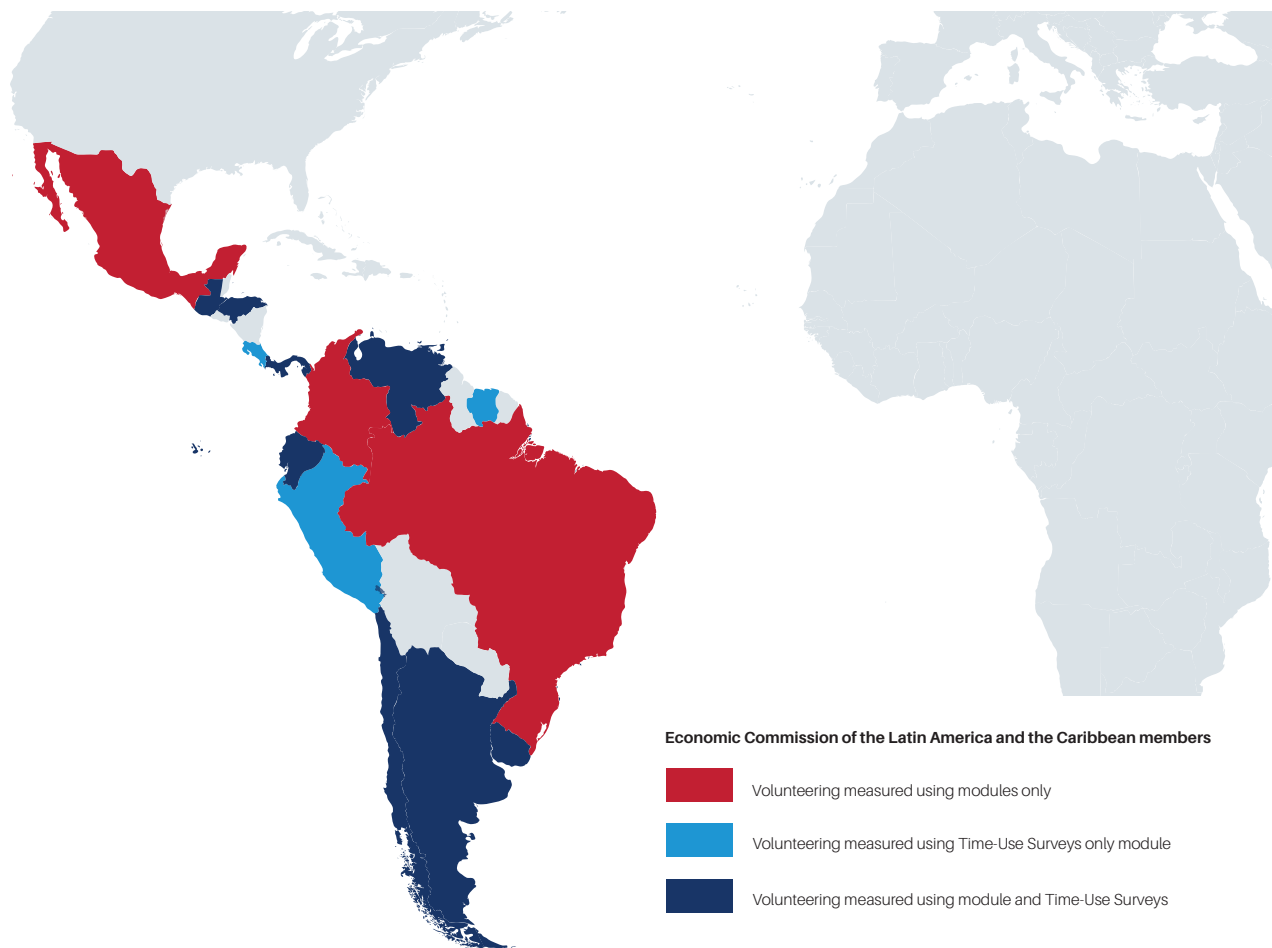 Economic Commission of the Latin America and the Caribbean members
Volunteering measured using modules only
Volunteering measured using Time-Use Surveys only module
Volunteering measured using module and Time-Use Surveys